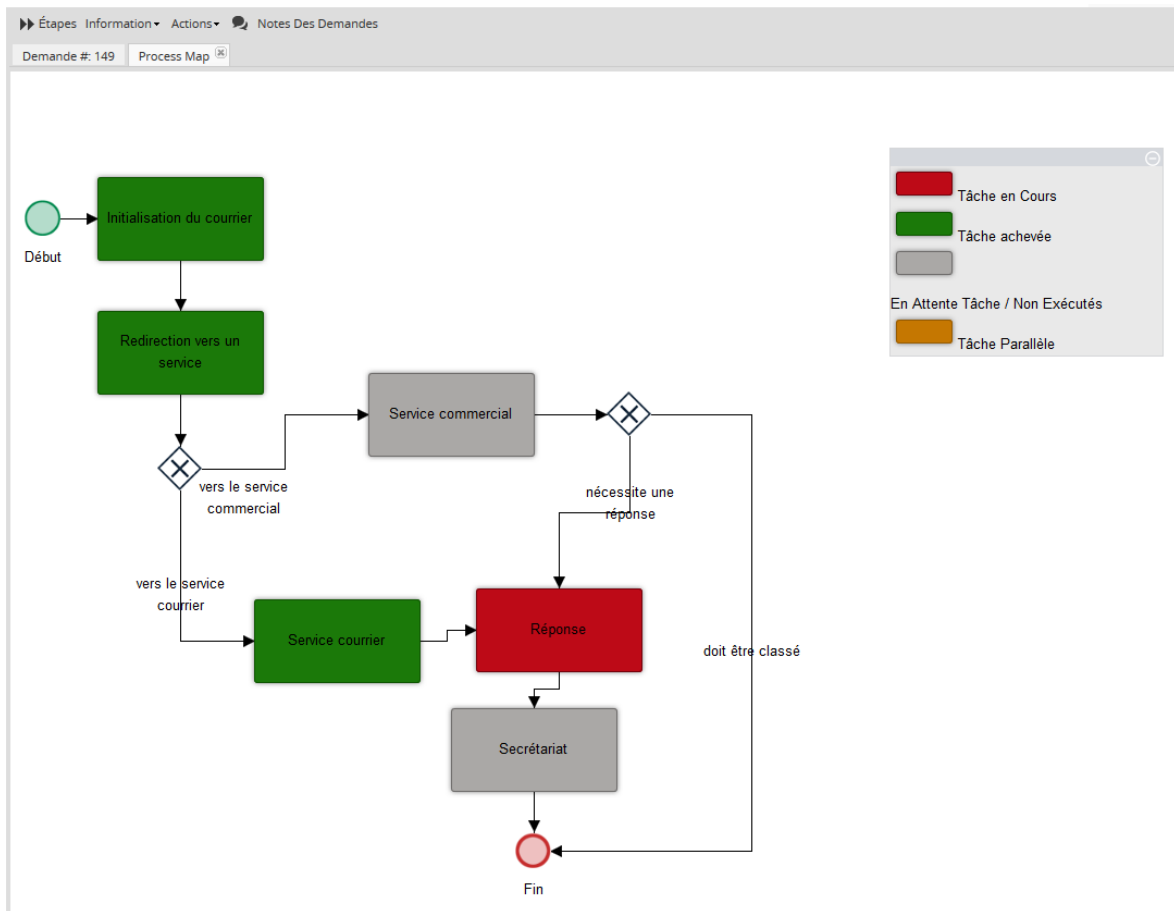 Étapes Information Actions Notes Des Demandes
Demande #: 149 Process Map
Initialisation du courrier
Début
Redirection vers un
service
Service commercial
vers le service
commercial
nécessite une
réponse
vers le service
courrier
Service courrier
Réponse
doit être classé
Secrétariat
Fin
Tâche en Cours
Tâche achevée
En Attente Tâche / Non Exécutés
Tâche Parallèle